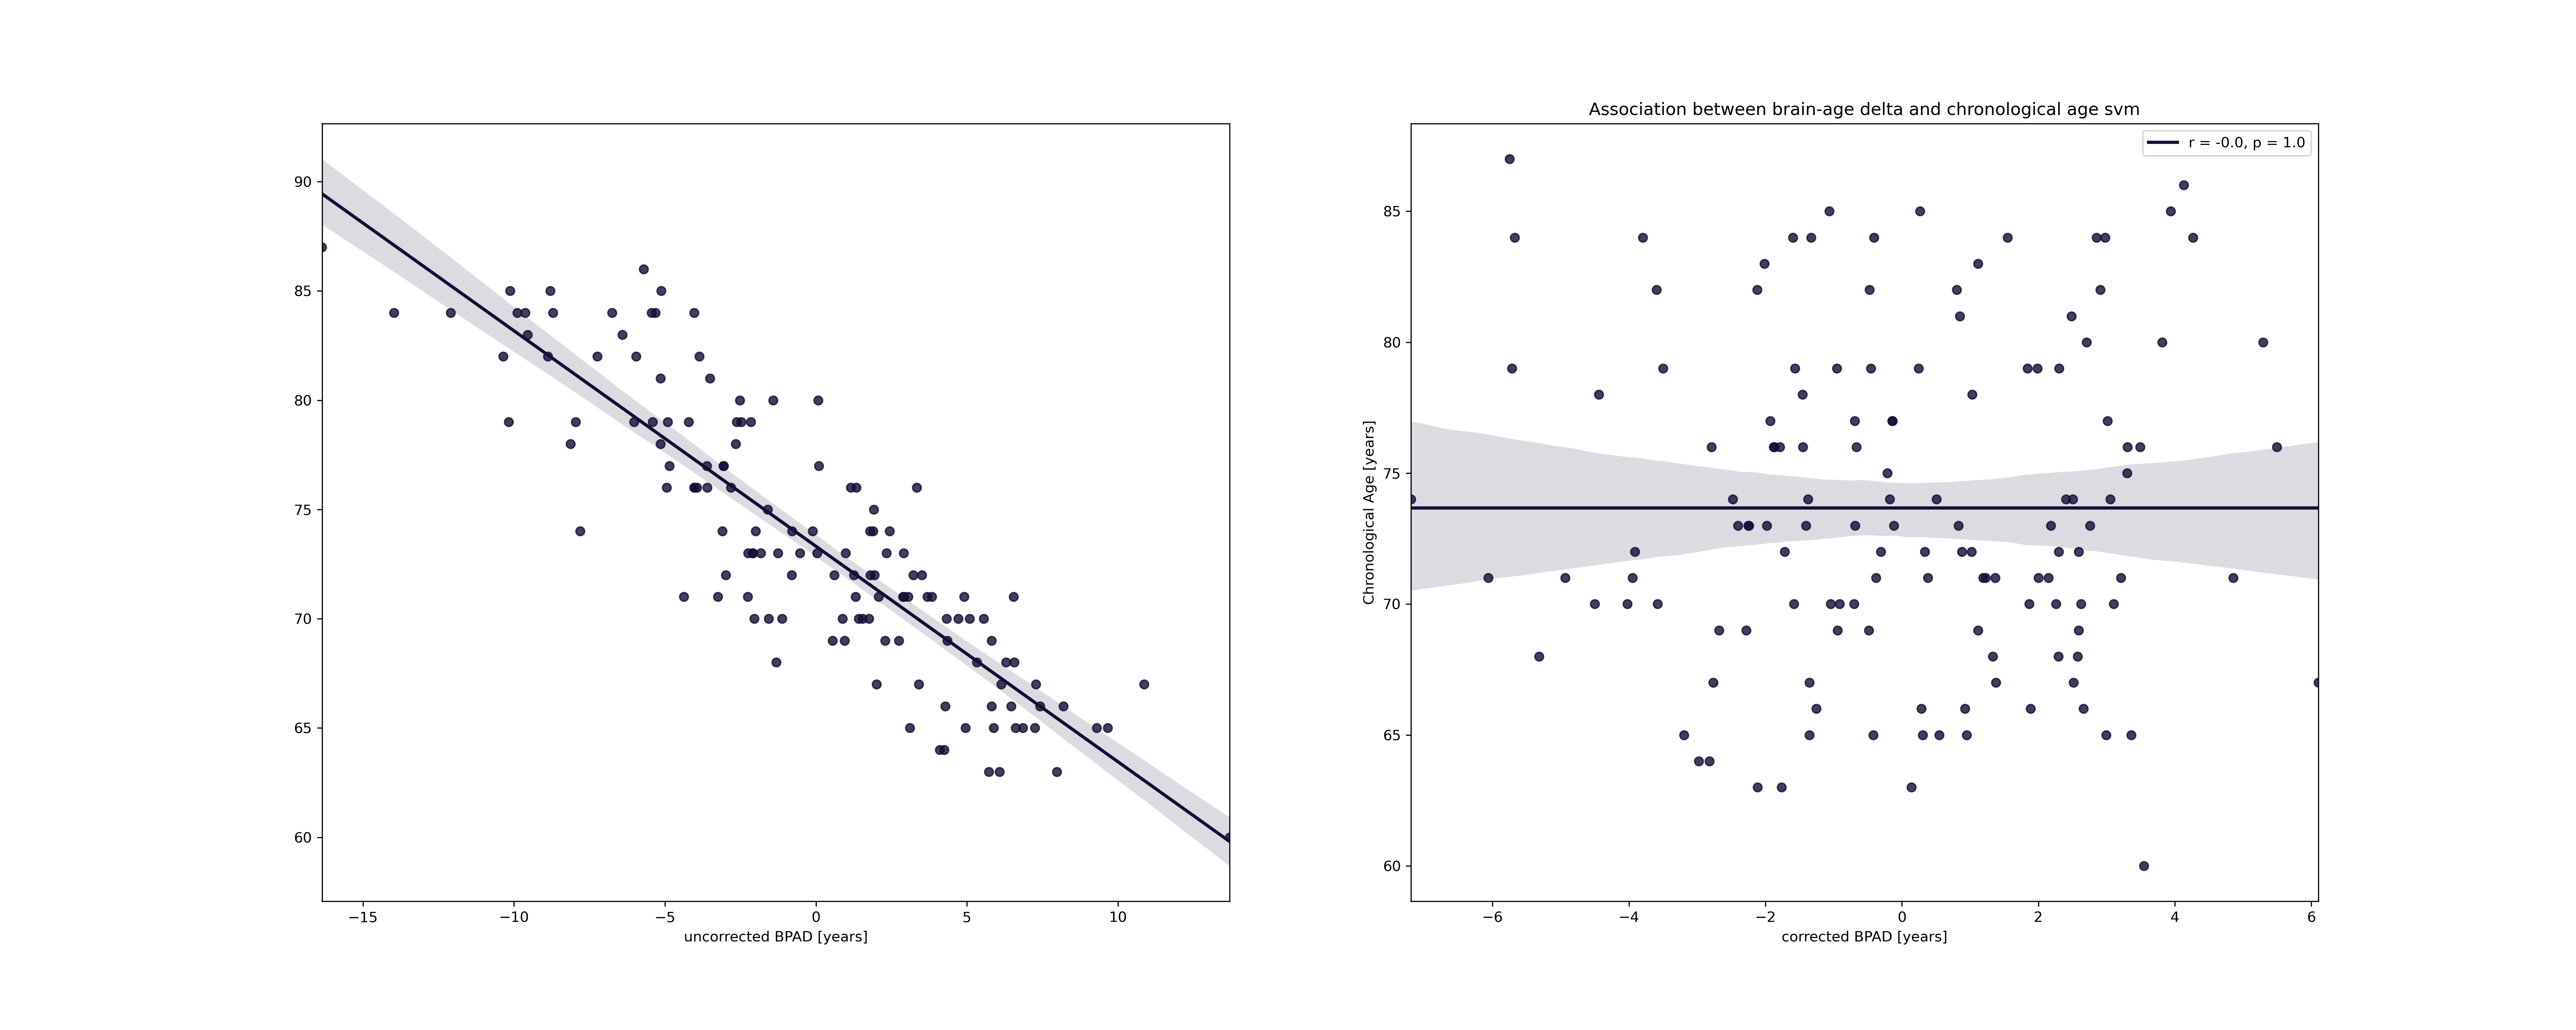 90
85
80
75
70
65
60
−15 −10 −5 0 5 10
uncorrected BPAD [years]
Association between brain-age delta and chronological age svm
r = -0.0, p = 1.0
Chronological Age [years]
85
80
75
70
65
60
−6 −4 −2 0 2 4 6
corrected BPAD [years]